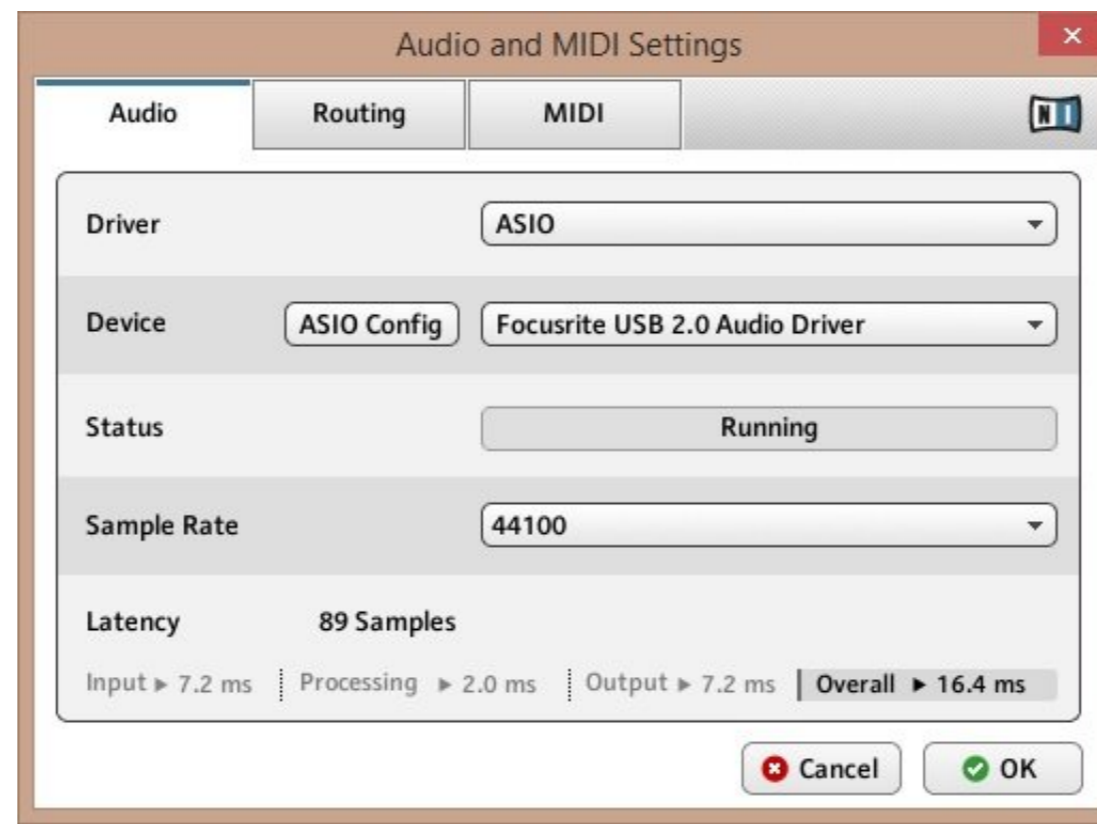 Audio and MIDI Settings
Audio Routing MIDI NI
Driver ASIO
Device ASIO Config Focusrite USB 2.0 Audio Driver
Status Running
Sample Rate 44100
Latency 89 Samples
Input ▸ 7.2 ms Processing ▸ 2.0 ms Output ▸ 7.2 ms Overall ▸ 16.4 ms
Cancel OK